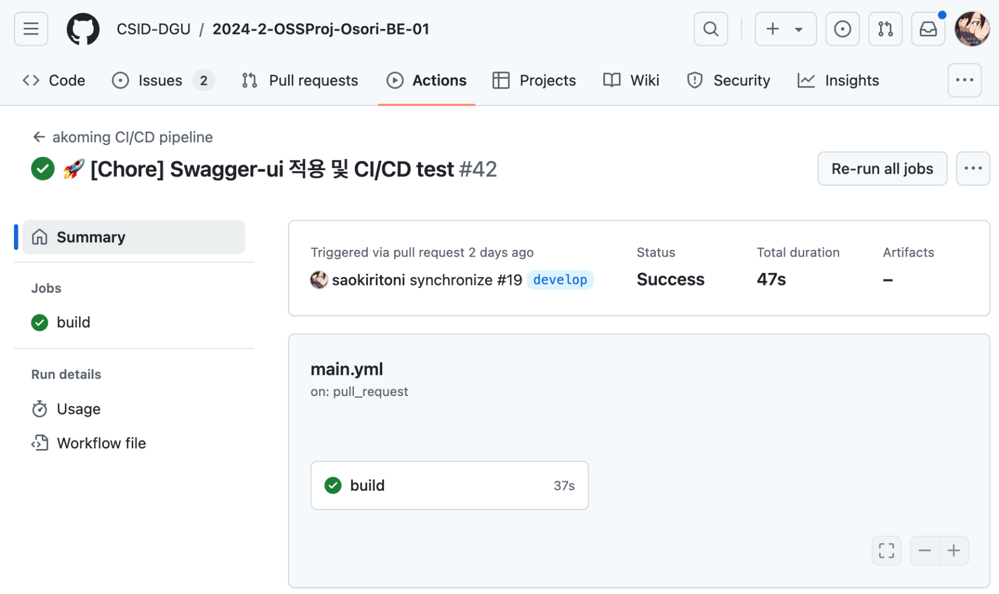 CSID-DGU / 2024-2-OSSProj-Osori-BE-01
Code Issues 2 Pull requests Actions Projects Wiki Security Insights
akoming CI/CD pipeline
🚀 [Chore] Swagger-ui 적용 및 CI/CD test #42
Re-run all jobs
Summary
Jobs
build
Run details
Usage
Workflow file
Triggered via pull request 2 days ago
saokiritoni synchronize #19 develop
Status
Success
Total duration
47s
Artifacts
–
main.yml
on: pull_request
build 37s